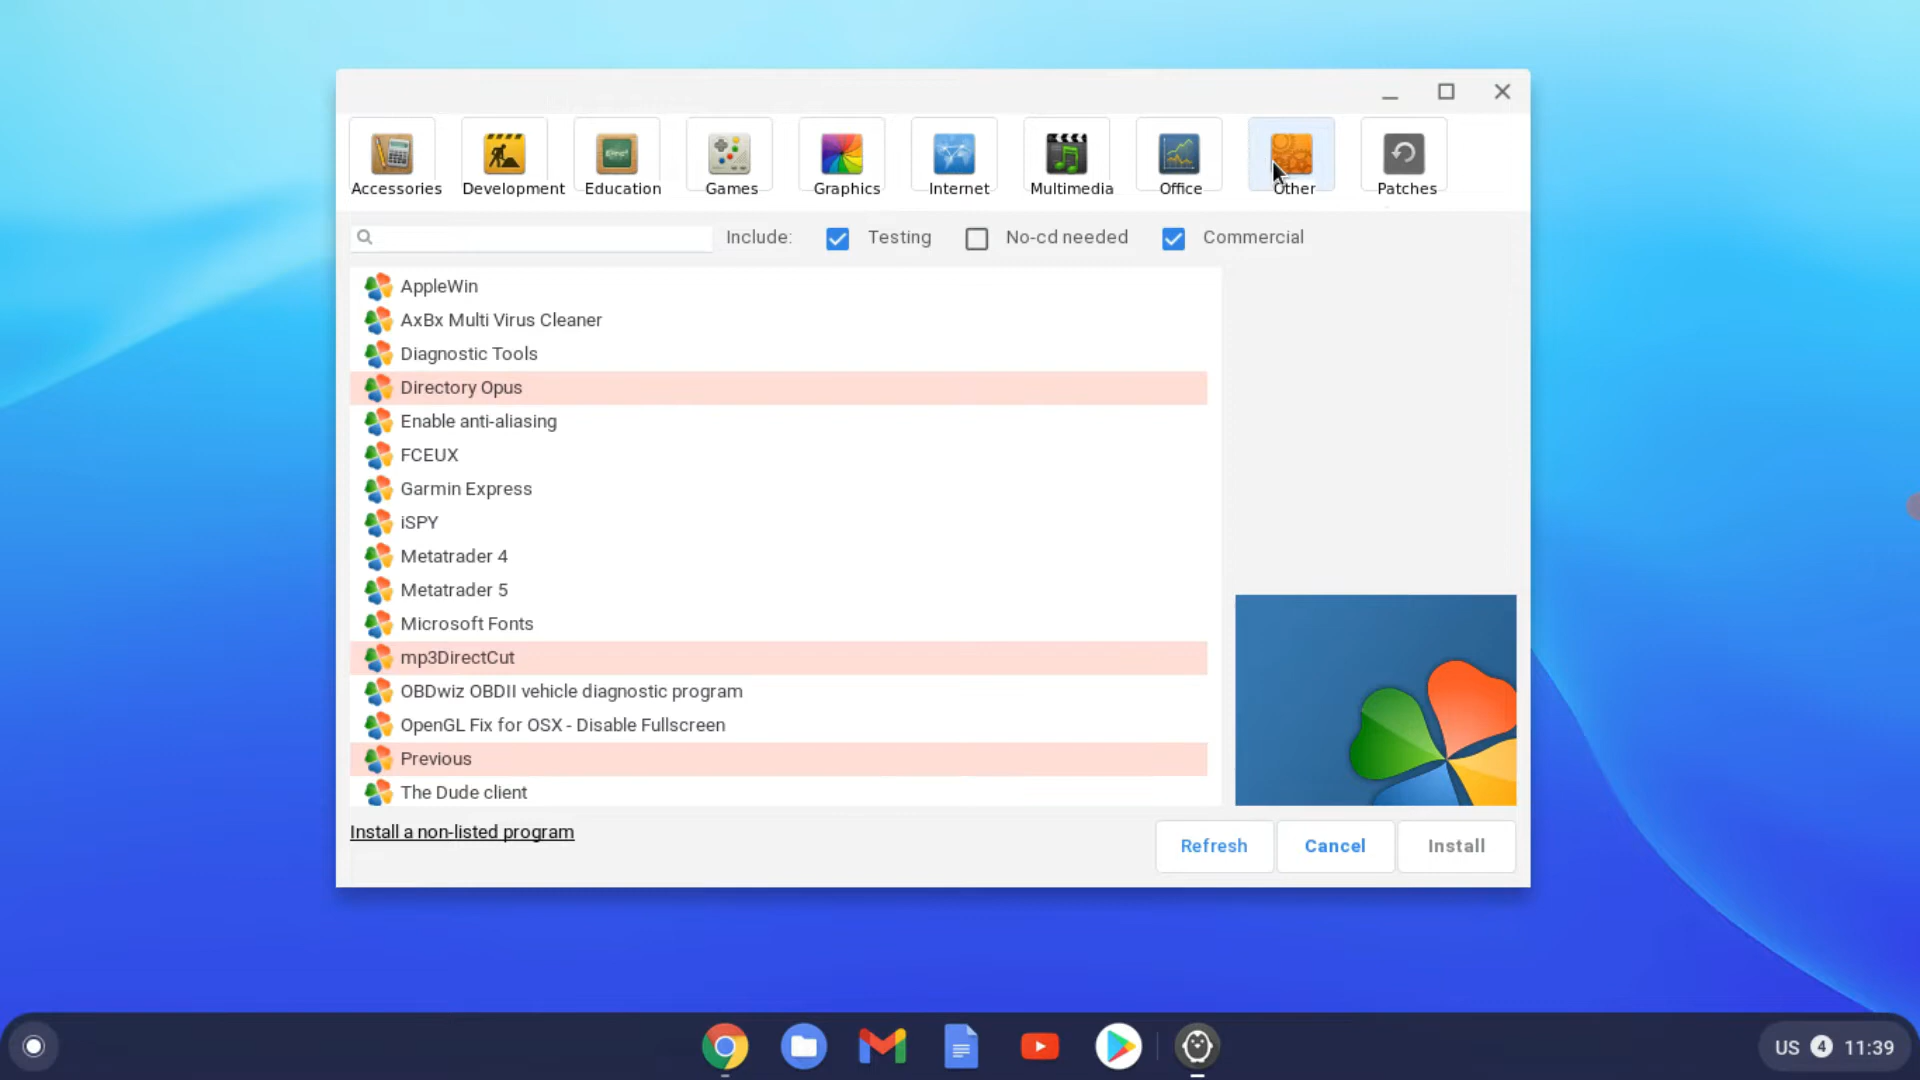 Accessories Development Education Games Graphics Internet Multimedia Office Other Patches
Include: Testing No-cd needed Commercial
AppleWin
AxBx Multi Virus Cleaner
Diagnostic Tools
Directory Opus
Enable anti-aliasing
FCEUX
Garmin Express
iSPY
Metatrader 4
Metatrader 5
Microsoft Fonts
mp3DirectCut
OBDwiz OBDII vehicle diagnostic program
OpenGL Fix for OSX - Disable Fullscreen
Previous
The Dude client
Install a non-listed program
Refresh Cancel Install
US 4 11:39